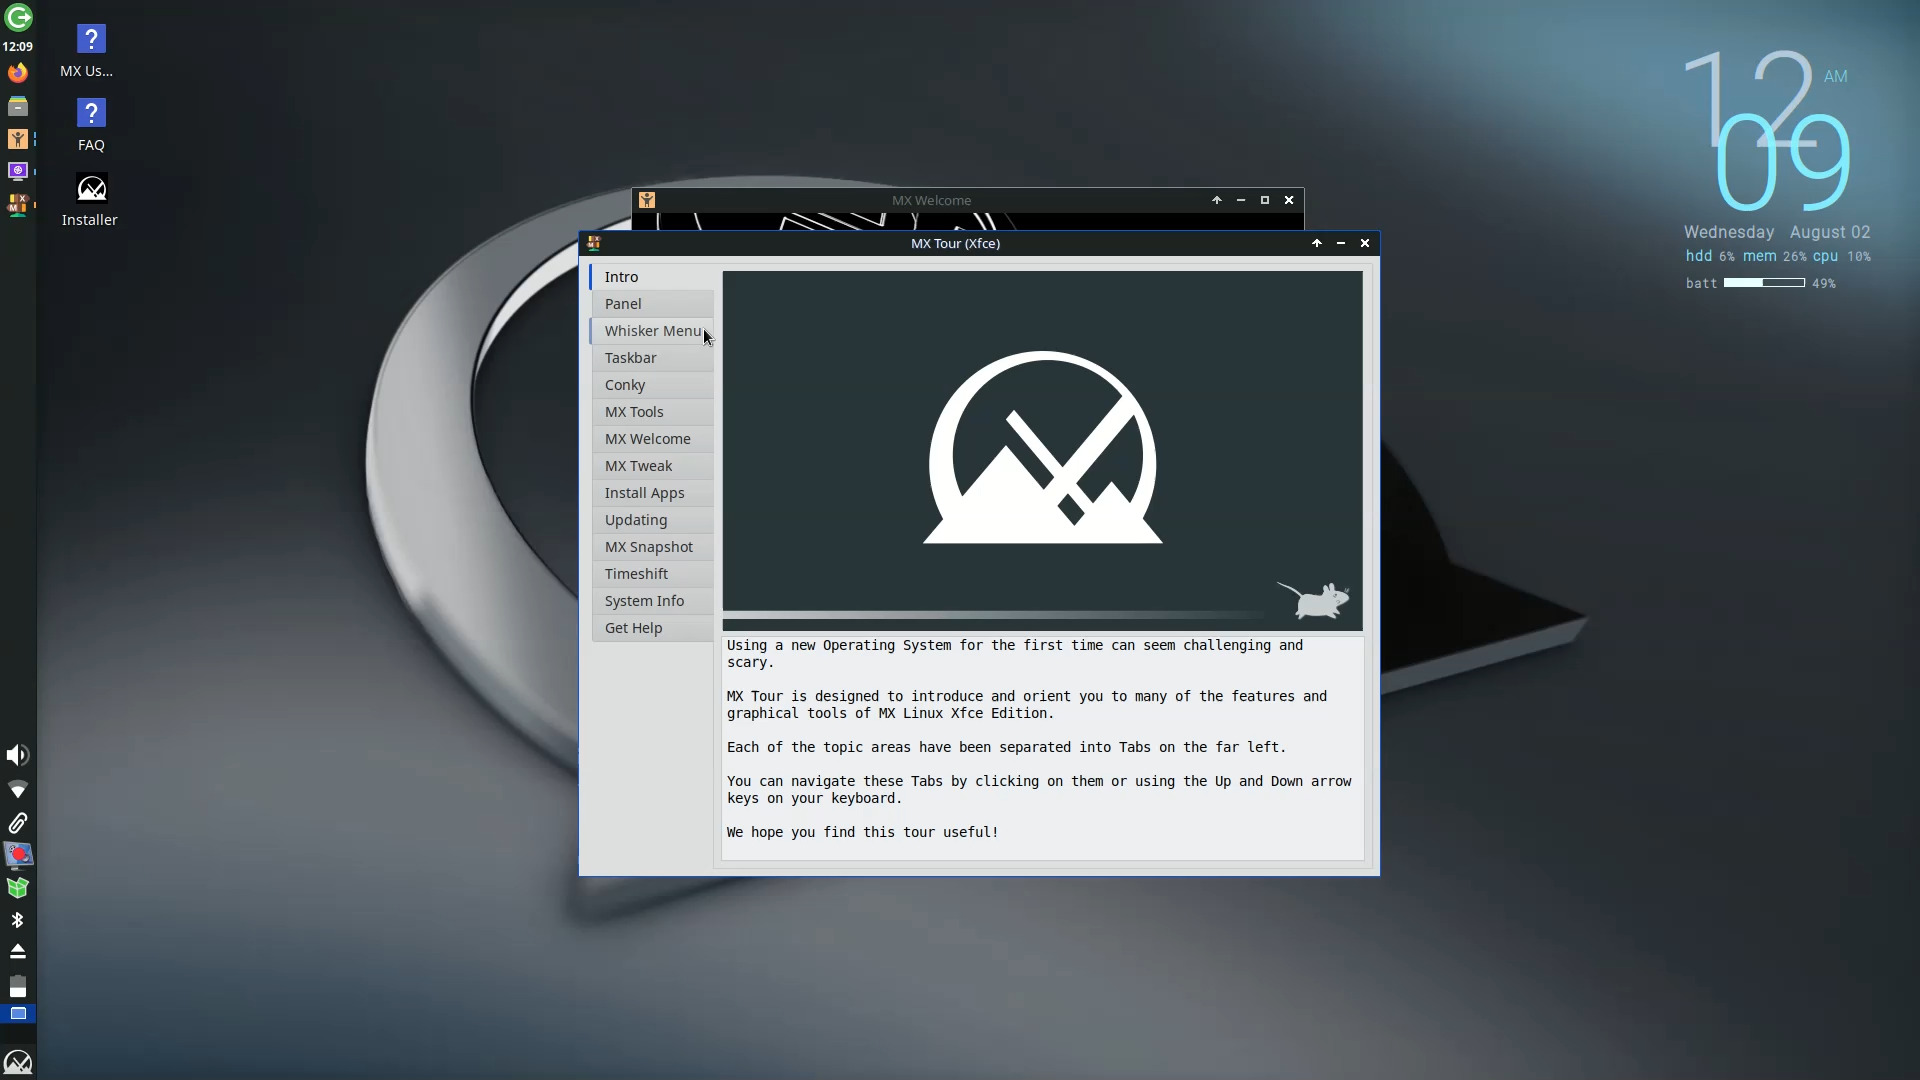 12:09
MX Us...
FAQ
Installer
12
AM
09
Wednesday August 02
hdd 6% mem 26% cpu 10%
batt 49%
MX Welcome
MX Tour (Xfce)
Intro
Panel
Whisker Menu
Taskbar
Conky
MX Tools
MX Welcome
MX Tweak
Install Apps
Updating
MX Snapshot
Timeshift
System Info
Get Help
Using a new Operating System for the first time can seem challenging and
scary.
MX Tour is designed to introduce and orient you to many of the features and
graphical tools of MX Linux Xfce Edition.
Each of the topic areas have been separated into Tabs on the far left.
You can navigate these Tabs by clicking on them or using the Up and Down arrow
keys on your keyboard.
We hope you find this tour useful!